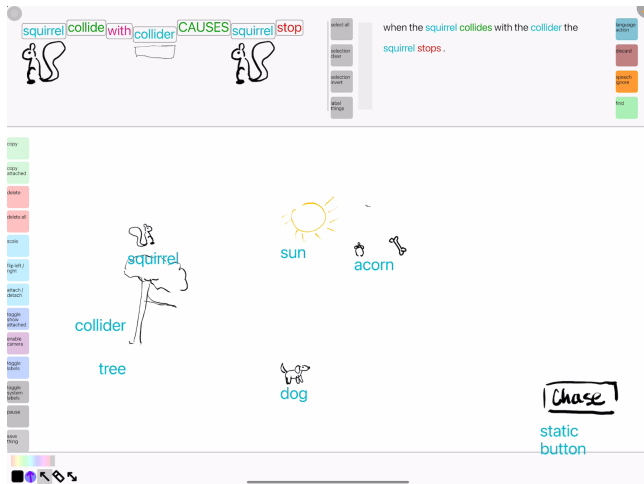 squirrel collide with collider CAUSES squirrel stop
select all
selection clear
selection invert
label things
when the squirrel collides with the collider the
squirrel stops .
language action
discard
speech ignore
find
copy
copy attached
delete
delete all
scale
flip left / right
attach / detach
toggle show attached
enable camera
toggle labels
toggle system labels
pause
save thing
squirrel
sun
acorn
collider
tree
dog
Chase
static
button